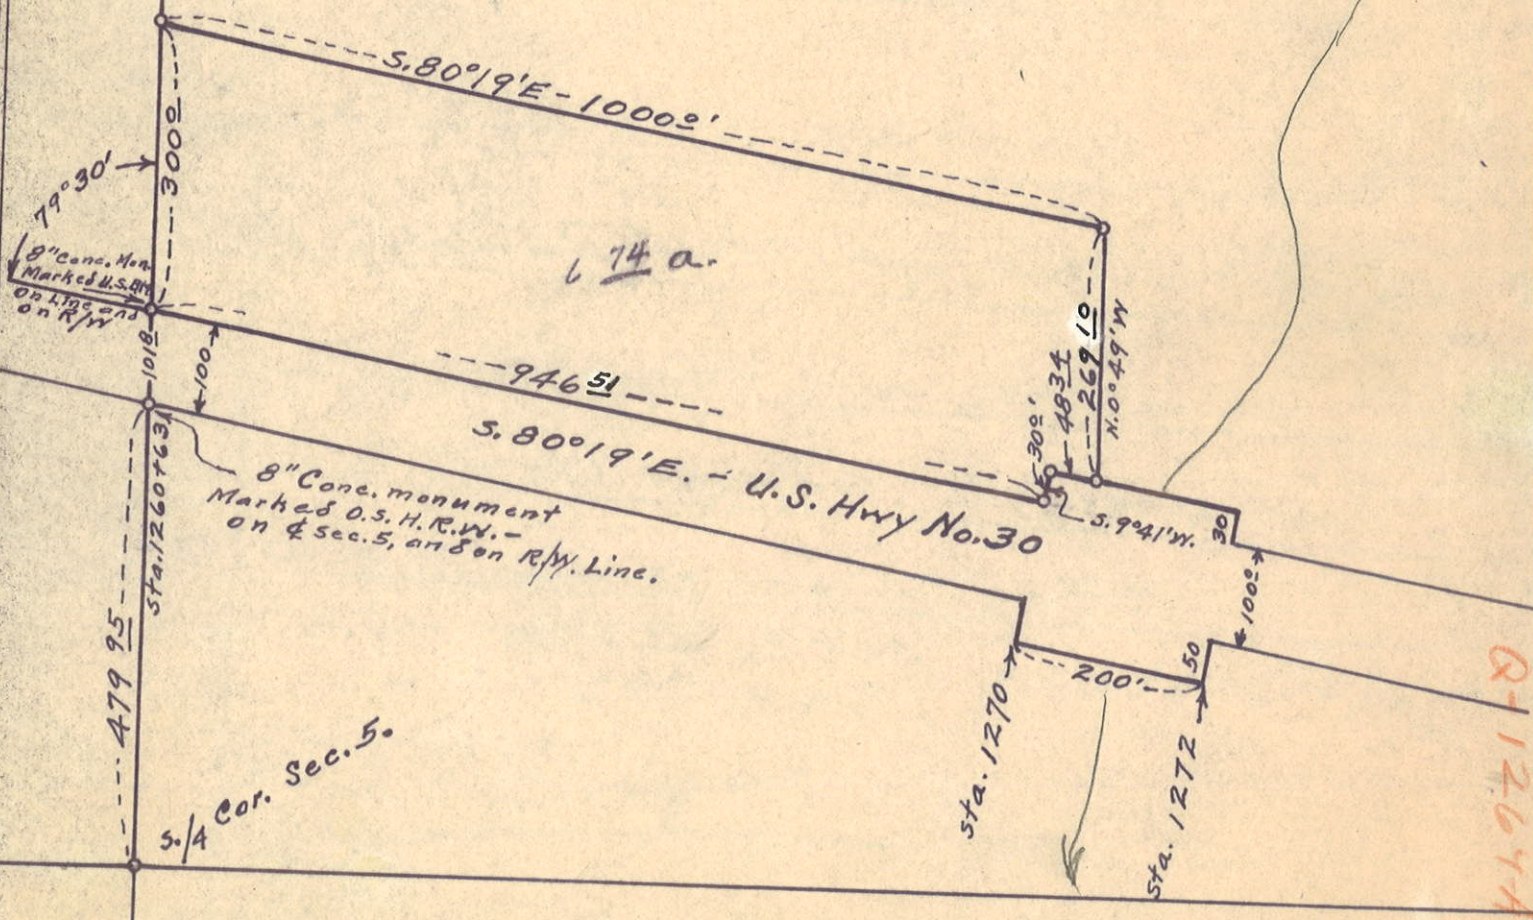 S.80°19'E - 1000 0'
300 0
79°30'
8" Conc. Mon.
Marked
On Line and
on R/W
6 74 a.
101 8
100
946 51
S.80°19'E. - U.S. Hwy No.30
30 0'
48 34
269 10
N.0°49'W
S.9°41'W.
30
100 0
8" Conc. monument
Marked O.S.H.R.W.-
on ₵ sec.5, and on R/W. Line.
sta.1260+63
479 95
S.1/4 Cor. Sec.5.
sta. 1270
200'
50
sta. 1272
Q-1267A